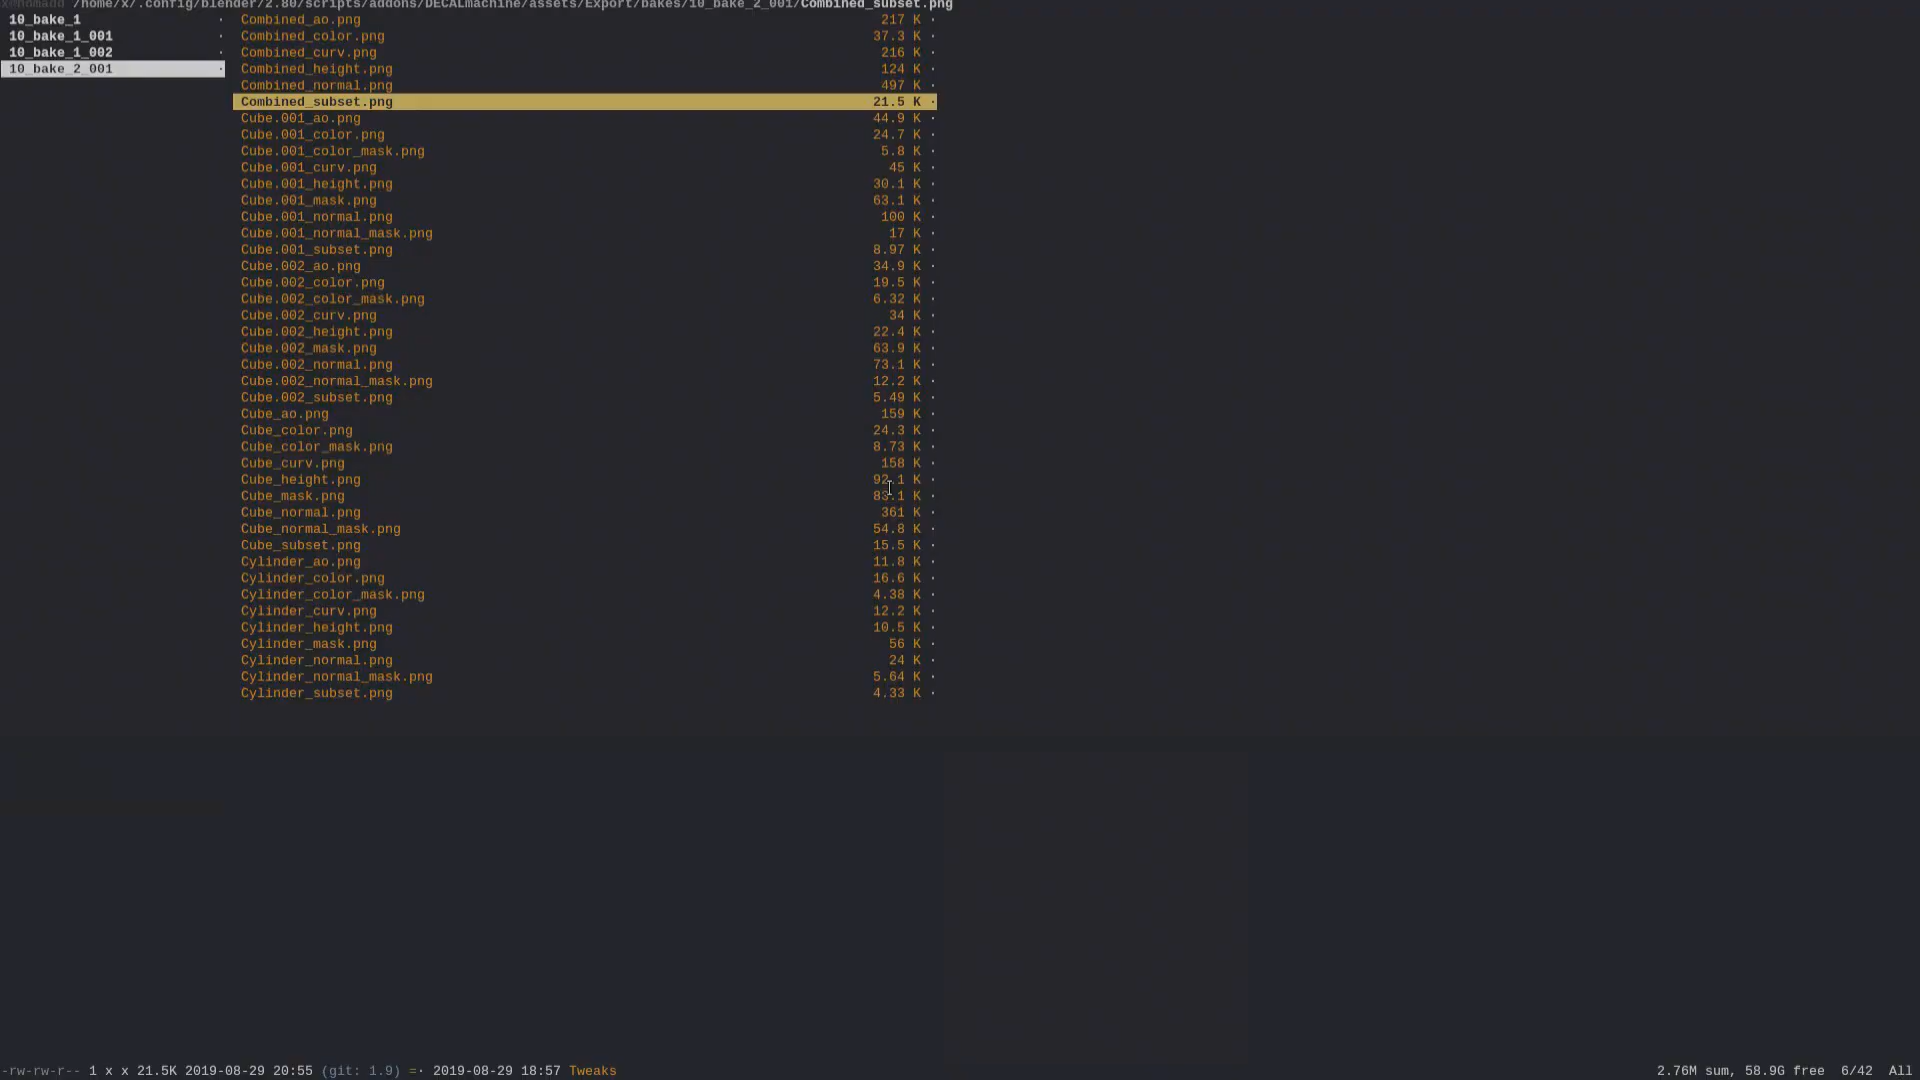 x@nomadd /home/x/.config/blender/2.80/scripts/addons/DECALmachine/assets/Export/bakes/10_bake_2_001/Combined_subset.png
10_bake_1 ·
10_bake_1_001 ·
10_bake_1_002 ·
10_bake_2_001 ·
Combined_ao.png 217 K ·
Combined_color.png 37.3 K ·
Combined_curv.png 216 K ·
Combined_height.png 124 K ·
Combined_normal.png 497 K ·
Combined_subset.png 21.5 K ·
Cube.001_ao.png 44.9 K ·
Cube.001_color.png 24.7 K ·
Cube.001_color_mask.png 5.8 K ·
Cube.001_curv.png 45 K ·
Cube.001_height.png 30.1 K ·
Cube.001_mask.png 63.1 K ·
Cube.001_normal.png 100 K ·
Cube.001_normal_mask.png 17 K ·
Cube.001_subset.png 8.97 K ·
Cube.002_ao.png 34.9 K ·
Cube.002_color.png 19.5 K ·
Cube.002_color_mask.png 6.32 K ·
Cube.002_curv.png 34 K ·
Cube.002_height.png 22.4 K ·
Cube.002_mask.png 63.9 K ·
Cube.002_normal.png 73.1 K ·
Cube.002_normal_mask.png 12.2 K ·
Cube.002_subset.png 5.49 K ·
Cube_ao.png 159 K ·
Cube_color.png 24.3 K ·
Cube_color_mask.png 8.73 K ·
Cube_curv.png 158 K ·
Cube_height.png 92.1 K ·
Cube_mask.png 83.1 K ·
Cube_normal.png 361 K ·
Cube_normal_mask.png 54.8 K ·
Cube_subset.png 15.5 K ·
Cylinder_ao.png 11.8 K ·
Cylinder_color.png 16.6 K ·
Cylinder_color_mask.png 4.38 K ·
Cylinder_curv.png 12.2 K ·
Cylinder_height.png 10.5 K ·
Cylinder_mask.png 56 K ·
Cylinder_normal.png 24 K ·
Cylinder_normal_mask.png 5.64 K ·
Cylinder_subset.png 4.33 K ·
-rw-rw-r-- 1 x x 21.5K 2019-08-29 20:55 (git: 1.9) =· 2019-08-29 18:57 Tweaks 2.76M sum, 58.9G free 6/42 All